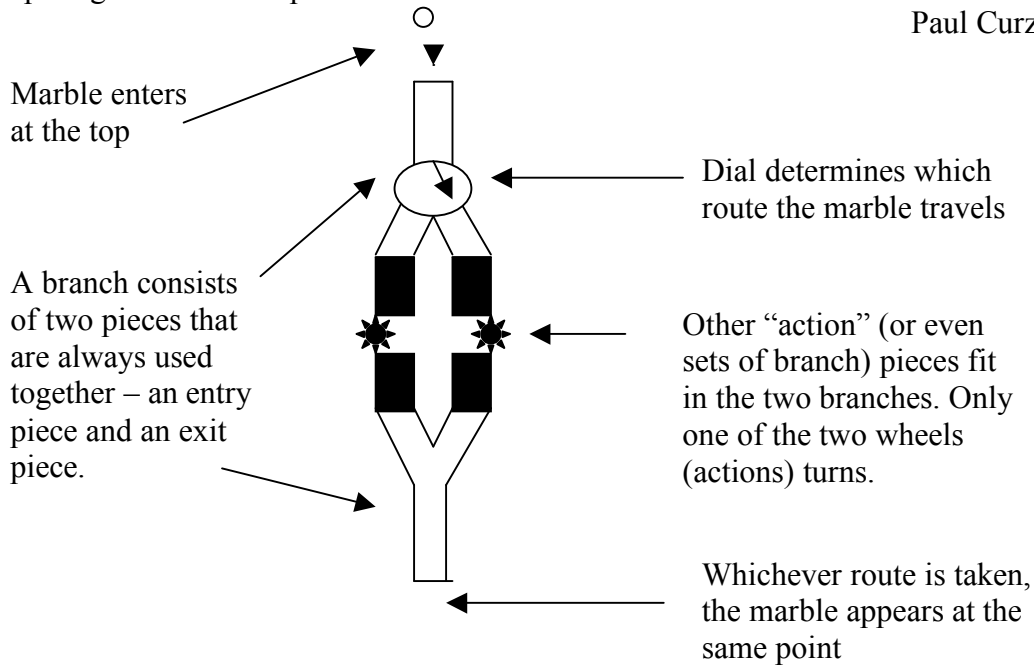 Paul Curz
Marble enters
at the top
Dial determines which
route the marble travels
A branch consists
of two pieces that
are always used
together – an entry
piece and an exit
piece.
Other “action” (or even
sets of branch) pieces fit
in the two branches. Only
one of the two wheels
(actions) turns.
Whichever route is taken,
the marble appears at the
same point